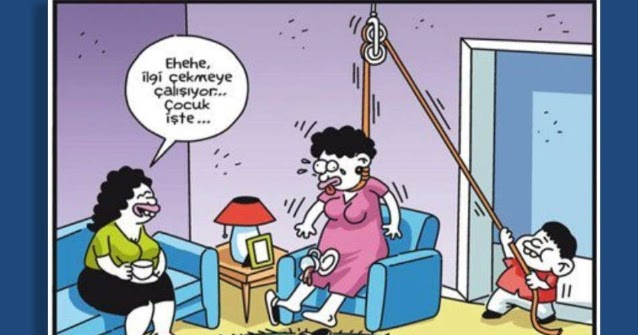 Ehehe,
ilgi çekmeye
çalışıyor...
Çocuk
işte...